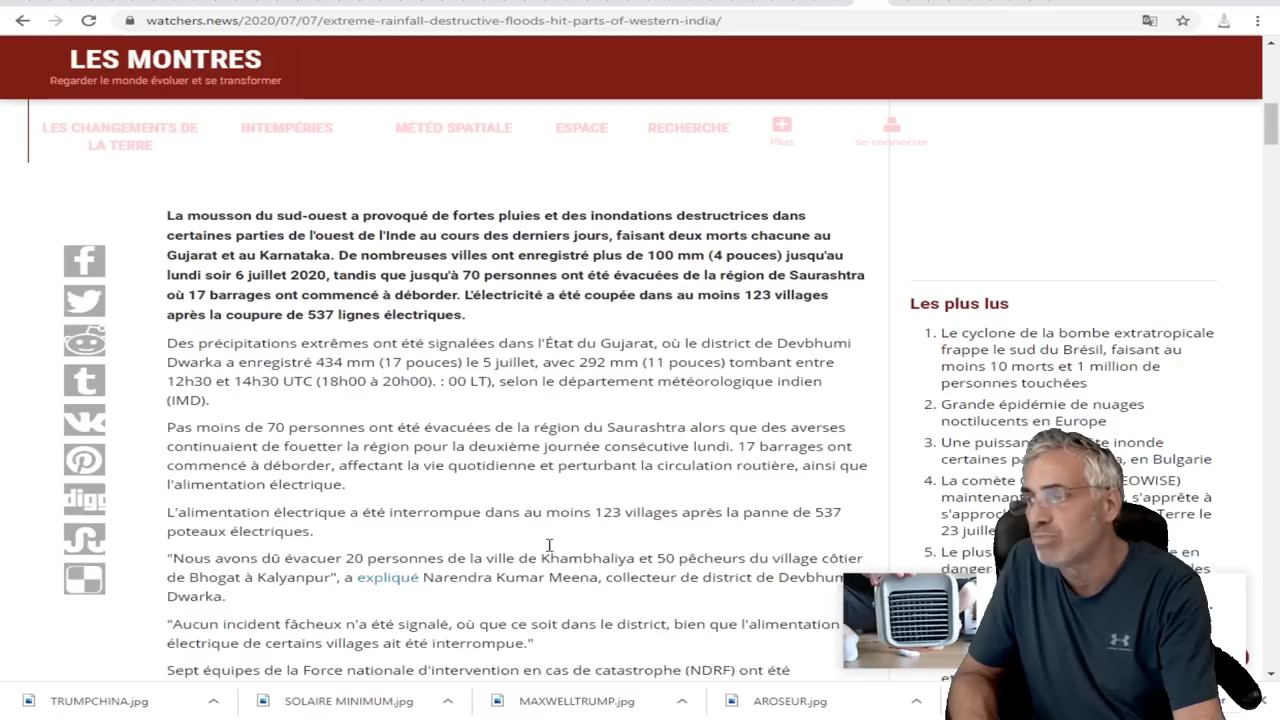 watchers.news/2020/07/07/extreme-rainfall-destructive-floods-hit-parts-of-western-india/
LES MONTRES
Regarder le monde évoluer et se transformer
LES CHANGEMENTS DE
LA TERRE
INTEMPÉRIES
MÉTÉO SPATIALE
ESPACE
RECHERCHE
Plus
se connecter
La mousson du sud-ouest a provoqué de fortes pluies et des inondations destructrices dans
certaines parties de l'ouest de l'Inde au cours des derniers jours, faisant deux morts chacune au
Gujarat et au Karnataka. De nombreuses villes ont enregistré plus de 100 mm (4 pouces) jusqu'au
lundi soir 6 juillet 2020, tandis que jusqu'à 70 personnes ont été évacuées de la région de Saurashtra
où 17 barrages ont commencé à déborder. L'électricité a été coupée dans au moins 123 villages
après la coupure de 537 lignes électriques.
Des précipitations extrêmes ont été signalées dans l'État du Gujarat, où le district de Devbhumi
Dwarka a enregistré 434 mm (17 pouces) le 5 juillet, avec 292 mm (11 pouces) tombant entre
12h30 et 14h30 UTC (18h00 à 20h00). : 00 LT), selon le département météorologique indien
(IMD).
Pas moins de 70 personnes ont été évacuées de la région du Saurashtra alors que des averses
continuaient de fouetter la région pour la deuxième journée consécutive lundi. 17 barrages ont
commencé à déborder, affectant la vie quotidienne et perturbant la circulation routière, ainsi que
l'alimentation électrique.
L'alimentation électrique a été interrompue dans au moins 123 villages après la panne de 537
poteaux électriques.
"Nous avons dû évacuer 20 personnes de la ville de Khambhaliya et 50 pêcheurs du village côtier
de Bhogat à Kalyanpur", a expliqué Narendra Kumar Meena, collecteur de district de
Dwarka.
"Aucun incident fâcheux n'a été signalé, où que ce soit dans le district, bien que l'alimentation
électrique de certains villages ait été interrompue."
Sept équipes de la Force nationale d'intervention en cas de catastrophe (NDRF) ont été
Les plus lus
1. Le cyclone de la bombe extratropicale
frappe le sud du Brésil, faisant au
moins 10 morts et 1 million de
personnes touchées
2. Grande épidémie de nuages
noctilucents en Europe
3. Une inonde
certaines en Bulgarie
4. La comète
maintenant s'apprête à
Terre le
23
5. Le en
danger
digg
TRUMPCHINA.jpg
SOLAIRE MINIMUM.jpg
MAXWELLTRUMP.jpg
AROSEUR.jpg